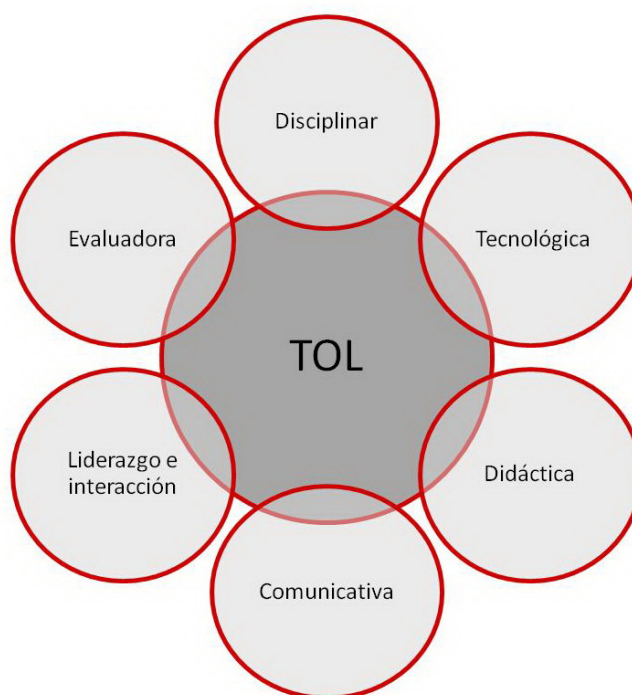 Disciplinar
Evaluadora
Tecnológica
TOL
Liderazgo e
interacción
Didáctica
Comunicativa